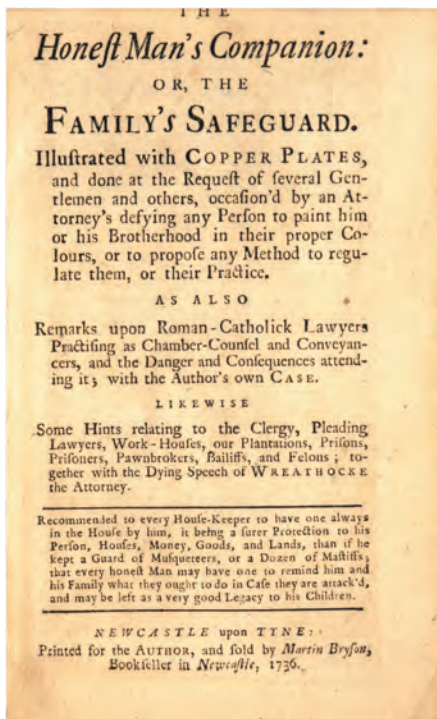 THE
Honeſt Man's Companion:
OR, THE
FAMILY'S SAFEGUARD.
Illuſtrated with COPPER PLATES,
and done at the Requeſt of ſeveral Gen-
tlemen and others, occaſion'd by an At-
torney's defying any Perſon to paint him
or his Brotherhood in their proper Co-
lours, or to propoſe any Method to regu-
late them, or their Practice.
AS ALSO
Remarks upon Roman-Catholick Lawyers
Practiſing as Chamber-Counſel and Conveyan-
cers, and the Danger and Conſequences attend-
ing it; with the Author's own CASE.
LIKEWISE
Some Hints relating to the Clergy, Pleading
Lawyers, Work-Houſes, our Plantations, Priſons,
Priſoners, Pawnbrokers, Bailiffs, and Felons; to-
gether with the Dying Speech of WREATHOCKE
the Attorney.
Recommended to every Houſe-Keeper to have one always
in the Houſe by him, it being a ſurer Protection to his
Perſon, Houſes, Money, Goods, and Lands, than if he
kept a Guard of Muſqueteers, or a Dozen of Maſtiffs;
that every honeſt Man may have one to remind him and
his Family what they ought to do in Caſe they are attack'd,
and may be left as a very good Legacy to his Children.
NEWCASTLE upon TYNE:
Printed for the AUTHOR, and ſold by Martin Bryſon,
Bookſeller in Newcaſtle, 1736.